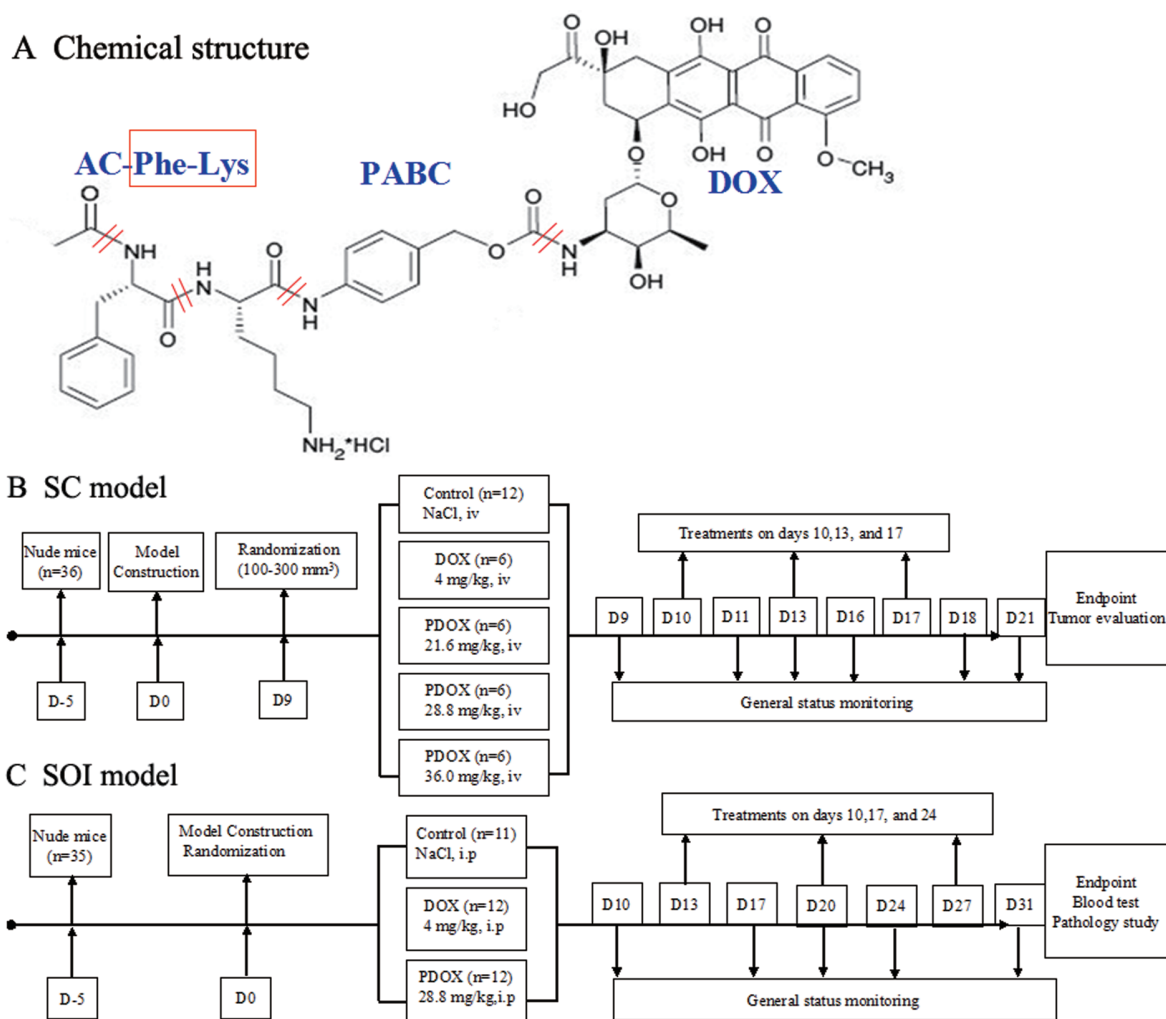 A Chemical structure
AC-Phe-Lys
PABC
DOX
O
OH
OH
O
HO
O
OH
O
O
CH3
O
O
OH
O
NH
H
N
O
O
N
H
O
O
N
H
NH2*HCl
B SC model
Nude mice
(n=36)
Model
Construction
Randomization
(100-300 mm³)
D-5
D0
D9
Control (n=12)
NaCl, iv
DOX (n=6)
4 mg/kg, iv
PDOX (n=6)
21.6 mg/kg, iv
PDOX (n=6)
28.8 mg/kg, iv
PDOX (n=6)
36.0 mg/kg, iv
Treatments on days 10,13, and 17
D9
D10
D11
D13
D16
D17
D18
D21
General status monitoring
Endpoint
Tumor evaluation
C SOI model
Nude mice
(n=35)
Model Construction
Randomization
D-5
D0
Control (n=11)
NaCl, i.p
DOX (n=12)
4 mg/kg, i.p
PDOX (n=12)
28.8 mg/kg,i.p
Treatments on days 10,17, and 24
D10
D13
D17
D20
D24
D27
D31
General status monitoring
Endpoint
Blood test
Pathology study